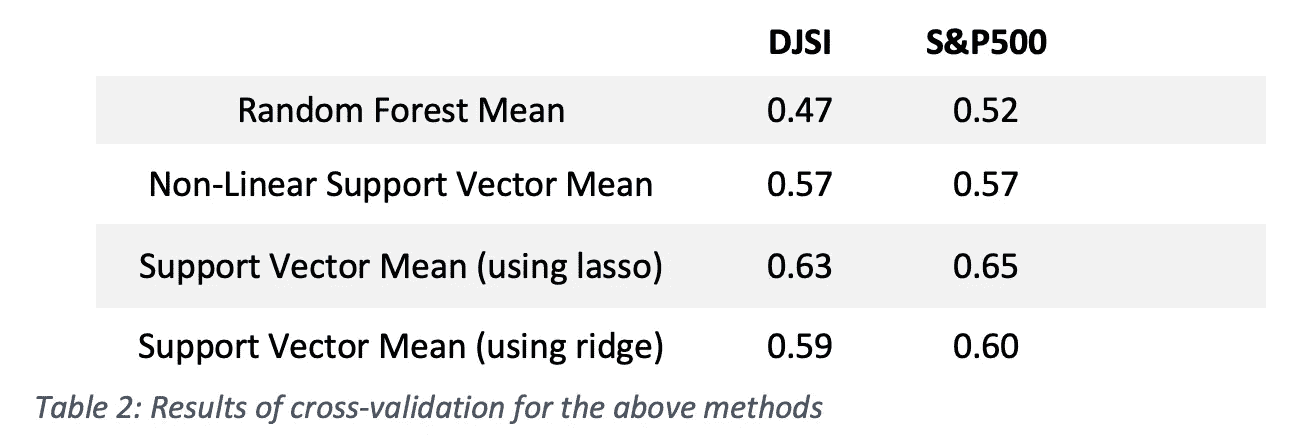 DJSI S&P500
Random Forest Mean 0.47 0.52
Non-Linear Support Vector Mean 0.57 0.57
Support Vector Mean (using lasso) 0.63 0.65
Support Vector Mean (using ridge) 0.59 0.60
Table 2: Results of cross-validation for the above methods